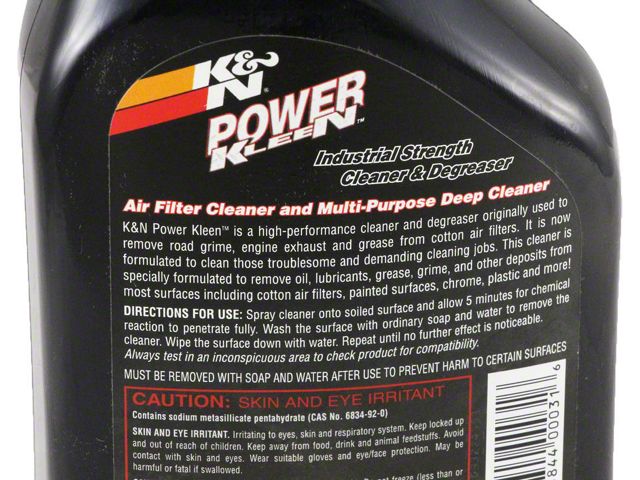 K&N
POWER
KLEEN™
Industrial Strength
Cleaner & Degreaser
Air Filter Cleaner and Multi-Purpose Deep Cleaner
K&N Power Kleen™ is a high-performance cleaner and degreaser originally used to
remove road grime, engine exhaust and grease from cotton air filters. It is now
formulated to clean those troublesome and demanding cleaning jobs. This cleaner is
specially formulated to remove oil, lubricants, grease, grime, and other deposits from
most surfaces including cotton air filters, painted surfaces, chrome, plastic and more!
DIRECTIONS FOR USE: Spray cleaner onto soiled surface and allow 5 minutes for chemical
reaction to penetrate fully. Wash the surface with ordinary soap and water to remove the
cleaner. Wipe the surface down with water. Repeat until no further effect is noticeable.
Always test in an inconspicuous area to check product for compatibility.
MUST BE REMOVED WITH SOAP AND WATER AFTER USE TO PREVENT HARM TO CERTAIN SURFACES
CAUTION: SKIN AND EYE IRRITANT
Contains sodium metasillicate pentahydrate (CAS No. 6834-92-0)
SKIN AND EYE IRRITANT. Irritating to eyes, skin and respiratory system. Keep locked up
and out of reach of children. Keep away from food, drink and animal feedstuffs. Avoid
contact with skin and eyes. Wear suitable gloves and eye/face protection. May be
harmful or fatal if swallowed.
not freeze (less than or
844 00031 6